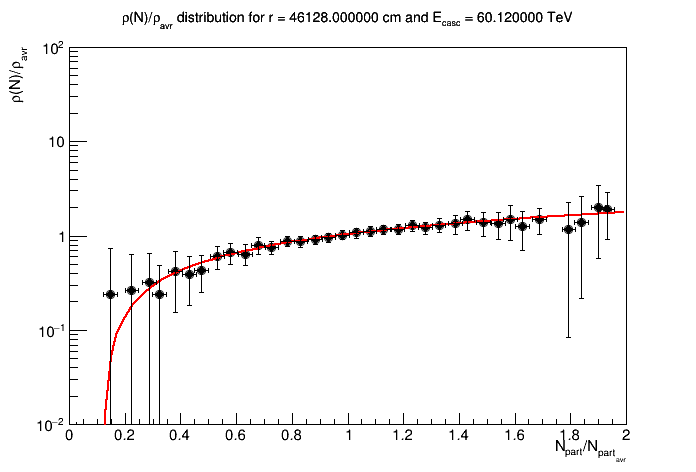 ρ(N)/ρavr distribution for r = 46128.000000 cm and Ecasc = 60.120000 TeV
ρ(N)/ρavr
10²
10
1
10⁻¹
10⁻²
0 0.2 0.4 0.6 0.8 1 1.2 1.4 1.6 1.8 2
Npart/Npartavr